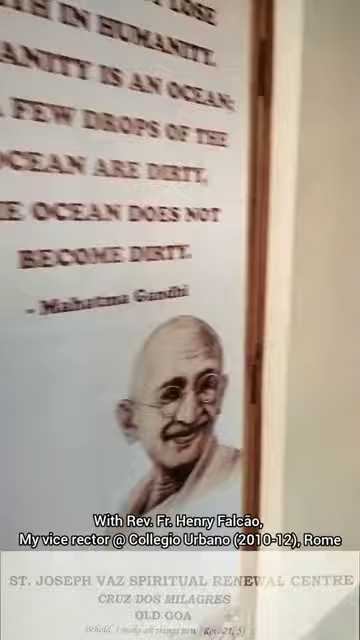 LOSE
TH IN HUMANITY.
ANITY IS AN OCEAN;
A FEW DROPS OF THE
OCEAN ARE DIRTY,
E OCEAN DOES NOT
BECOME DIRTY.
- Mahatma Gandhi
With Rev. Fr. Henry Falcão,
My vice rector @ Collegio Urbano (2010-12), Rome
ST. JOSEPH VAZ SPIRITUAL RENEWAL CENTRE
CRUZ DOS MILAGRES
OLD GOA
Behold, I make all things new (Rev. 21, 5)